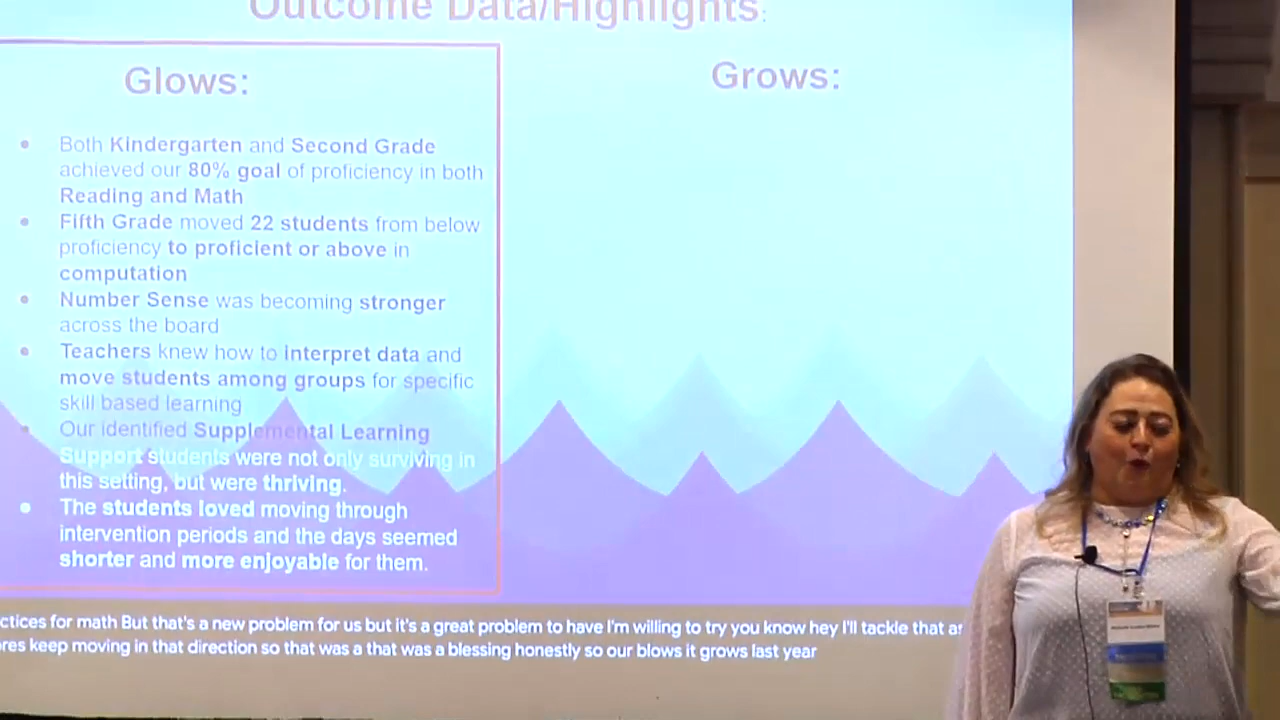 Outcome Data/Highlights:
Glows:
Grows:
Both Kindergarten and Second Grade
achieved our 80% goal of proficiency in both
Reading and Math
Fifth Grade moved 22 students from below
proficiency to proficient or above in
computation
Number Sense was becoming stronger
across the board
Teachers knew how to interpret data and
move students among groups for specific
skill based learning
Our identified Supplemental Learning
Support students were not only surviving in
this setting, but were thriving.
The students loved moving through
intervention periods and the days seemed
shorter and more enjoyable for them.
ctices for math But that's a new problem for us but it's a great problem to have I'm willing to try you know hey I'll tackle that as
res keep moving in that direction so that was a that was a blessing honestly so our blows it grows last year